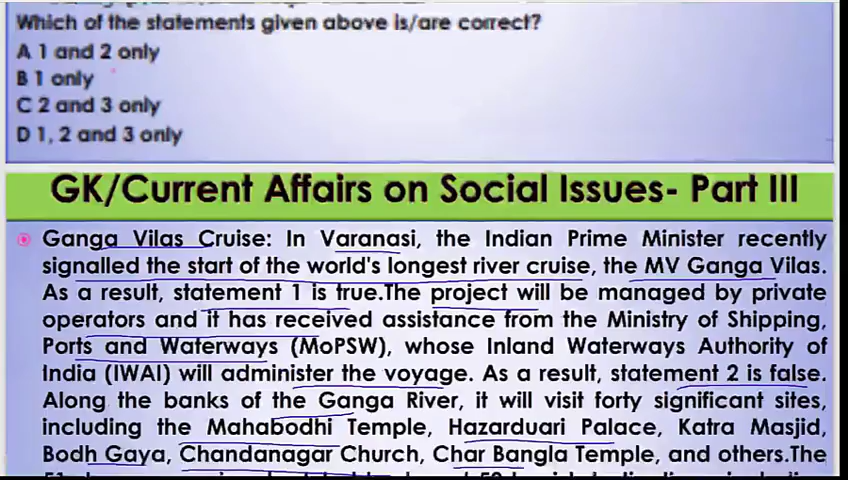 Which of the statements given above is/are correct?
A 1 and 2 only
B 1 only
C 2 and 3 only
D 1, 2 and 3 only
GK/Current Affairs on Social Issues- Part III
Ganga Vilas Cruise: In Varanasi, the Indian Prime Minister recently
signalled the start of the world's longest river cruise, the MV Ganga Vilas.
As a result, statement 1 is true.The project will be managed by private
operators and it has received assistance from the Ministry of Shipping,
Ports and Waterways (MoPSW), whose Inland Waterways Authority of
India (IWAI) will administer the voyage. As a result, statement 2 is false.
Along the banks of the Ganga River, it will visit forty significant sites,
including the Mahabodhi Temple, Hazarduari Palace, Katra Masjid,
Bodh Gaya, Chandanagar Church, Char Bangla Temple, and others.The